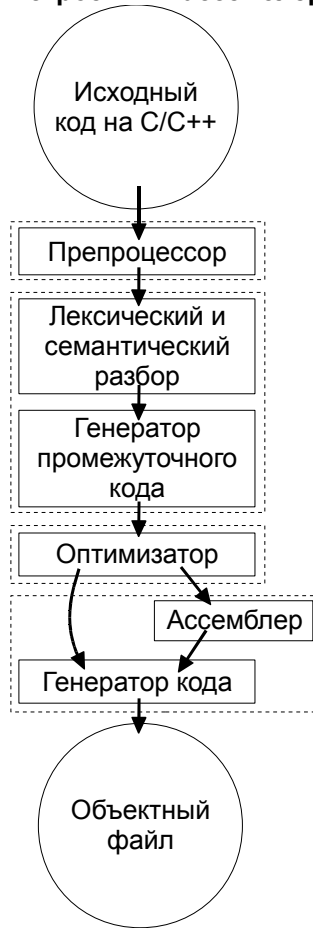 Исходный
код на C/C++
Препроцессор
Лексический и
семантический
разбор
Генератор
промежуточного
кода
Оптимизатор
Ассемблер
Генератор кода
Объектный
файл